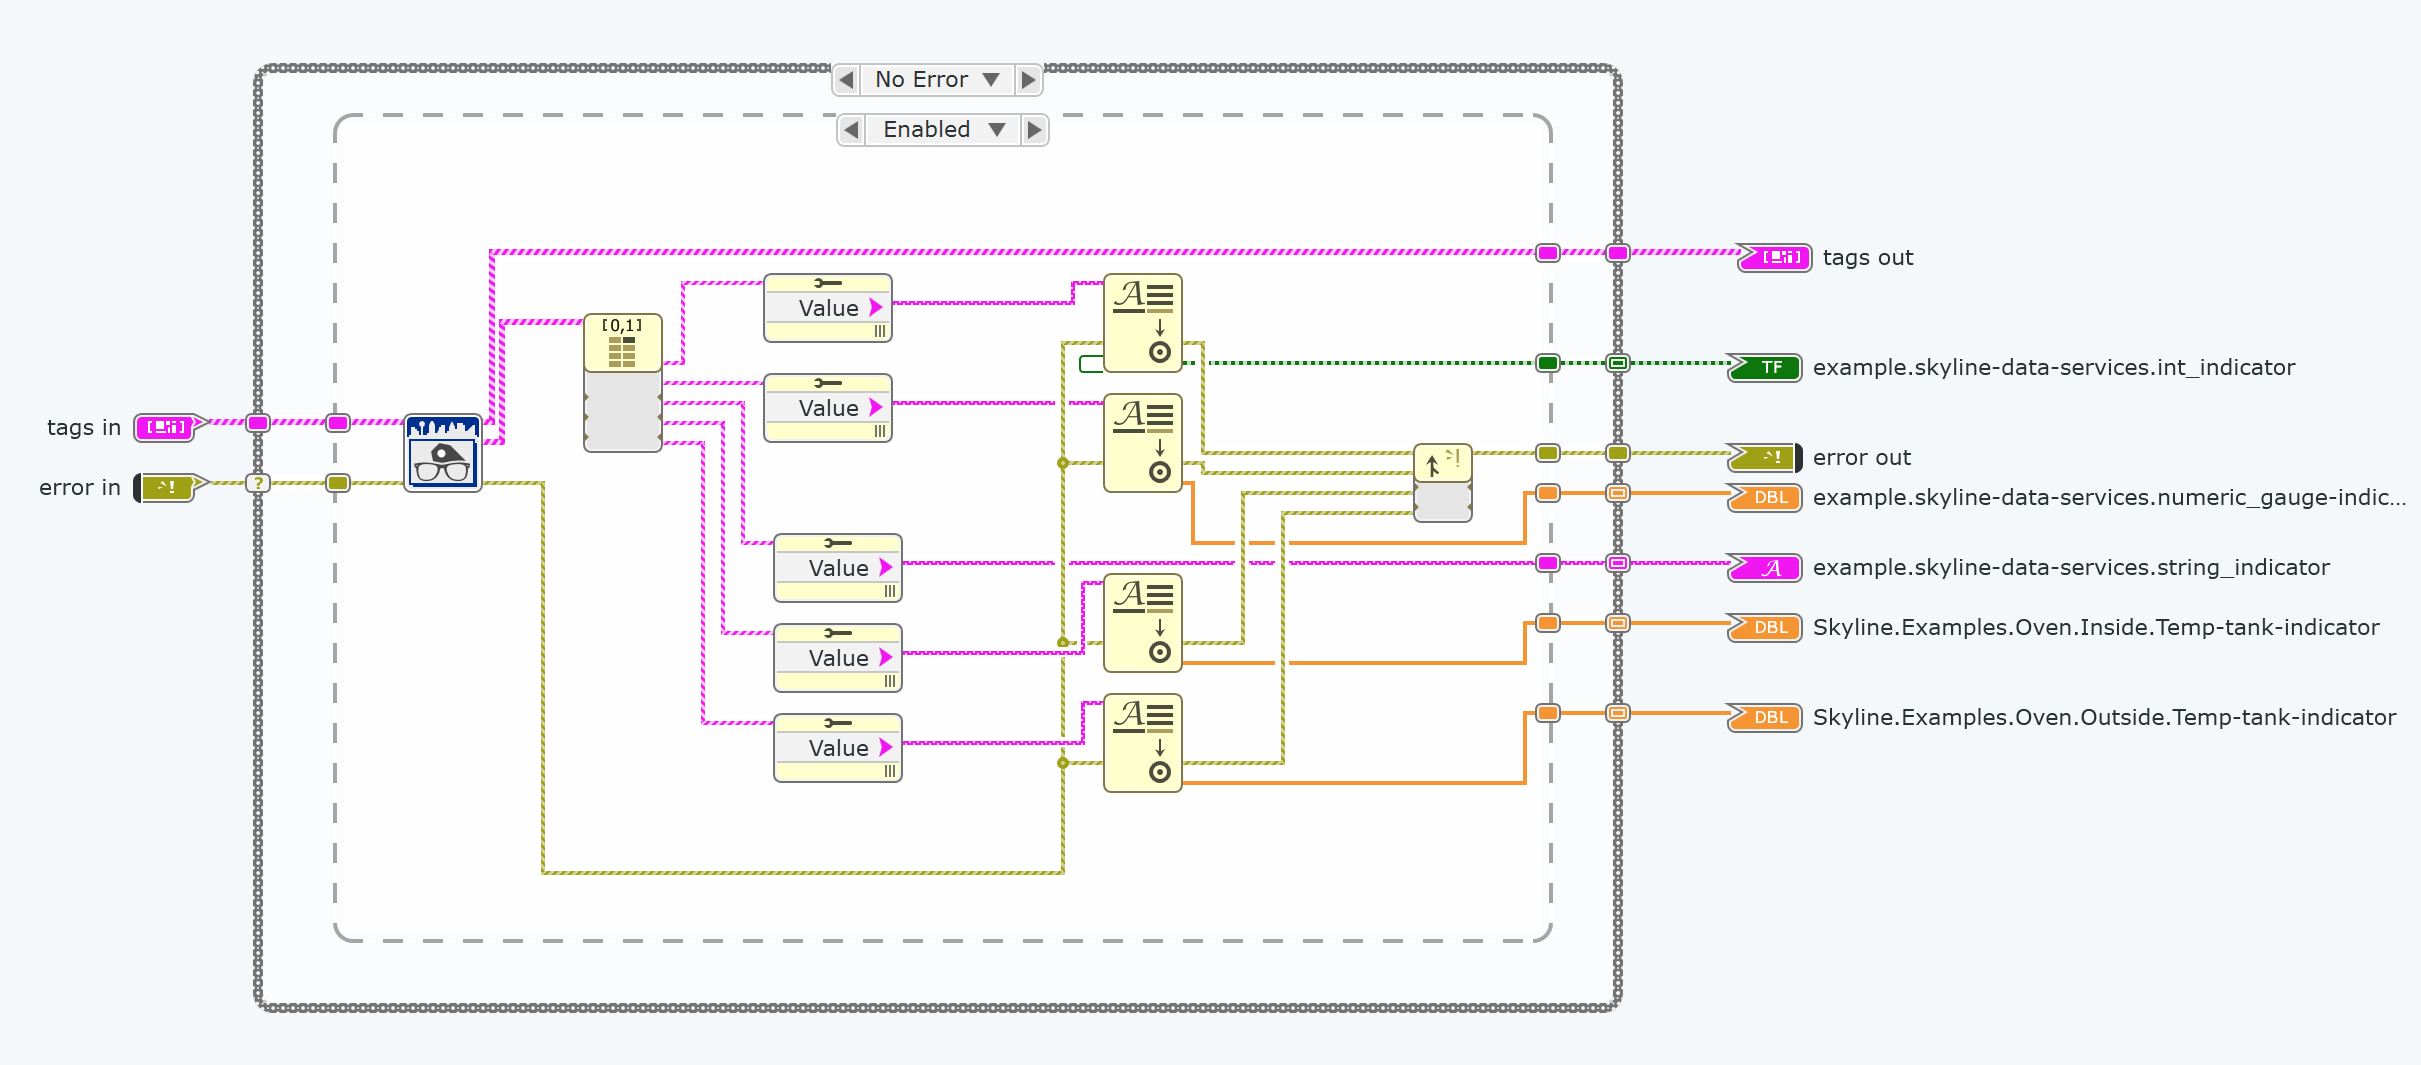 No Error
Enabled
tags out
[0,1]
Value
TF
example.skyline-data-services.int_indicator
Value
A
A
tags in
error in
?
!
!
!
error out
DBL
example.skyline-data-services.numeric_gauge-indic...
Value
A
example.skyline-data-services.string_indicator
A
DBL
Skyline.Examples.Oven.Inside.Temp-tank-indicator
Value
A
DBL
Skyline.Examples.Oven.Outside.Temp-tank-indicator
Value